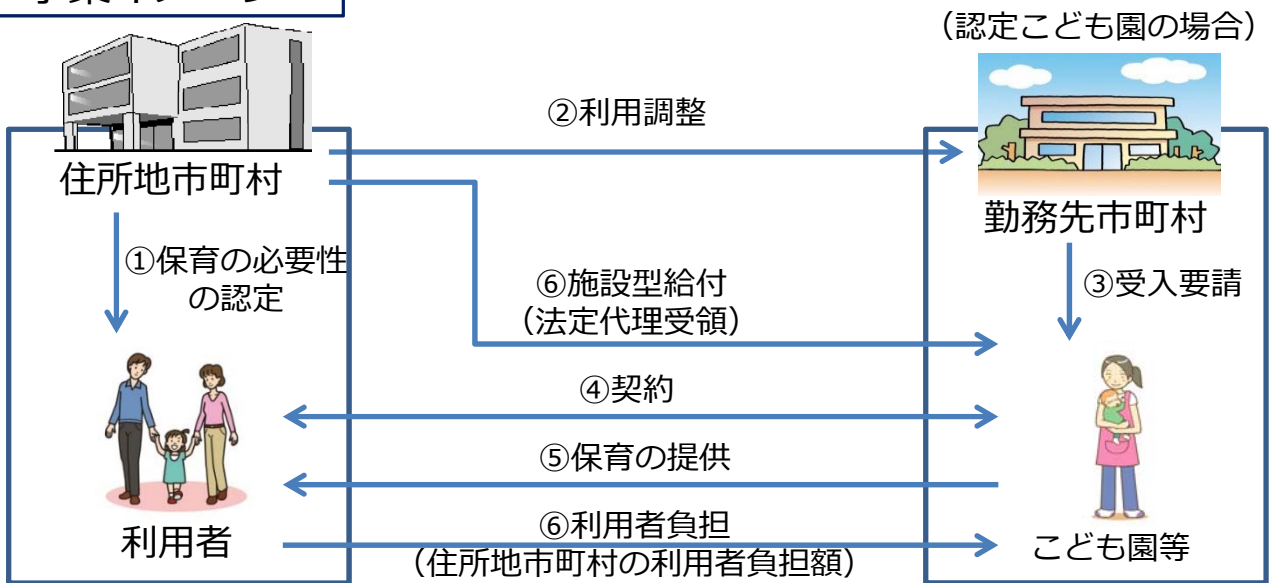 （認定こども園の場合）
②利用調整
住所地市町村
勤務先市町村
①保育の必要性
の認定
⑥施設型給付
（法定代理受領）
③受入要請
④契約
⑤保育の提供
⑥利用者負担
（住所地市町村の利用者負担額）
利用者
こども園等